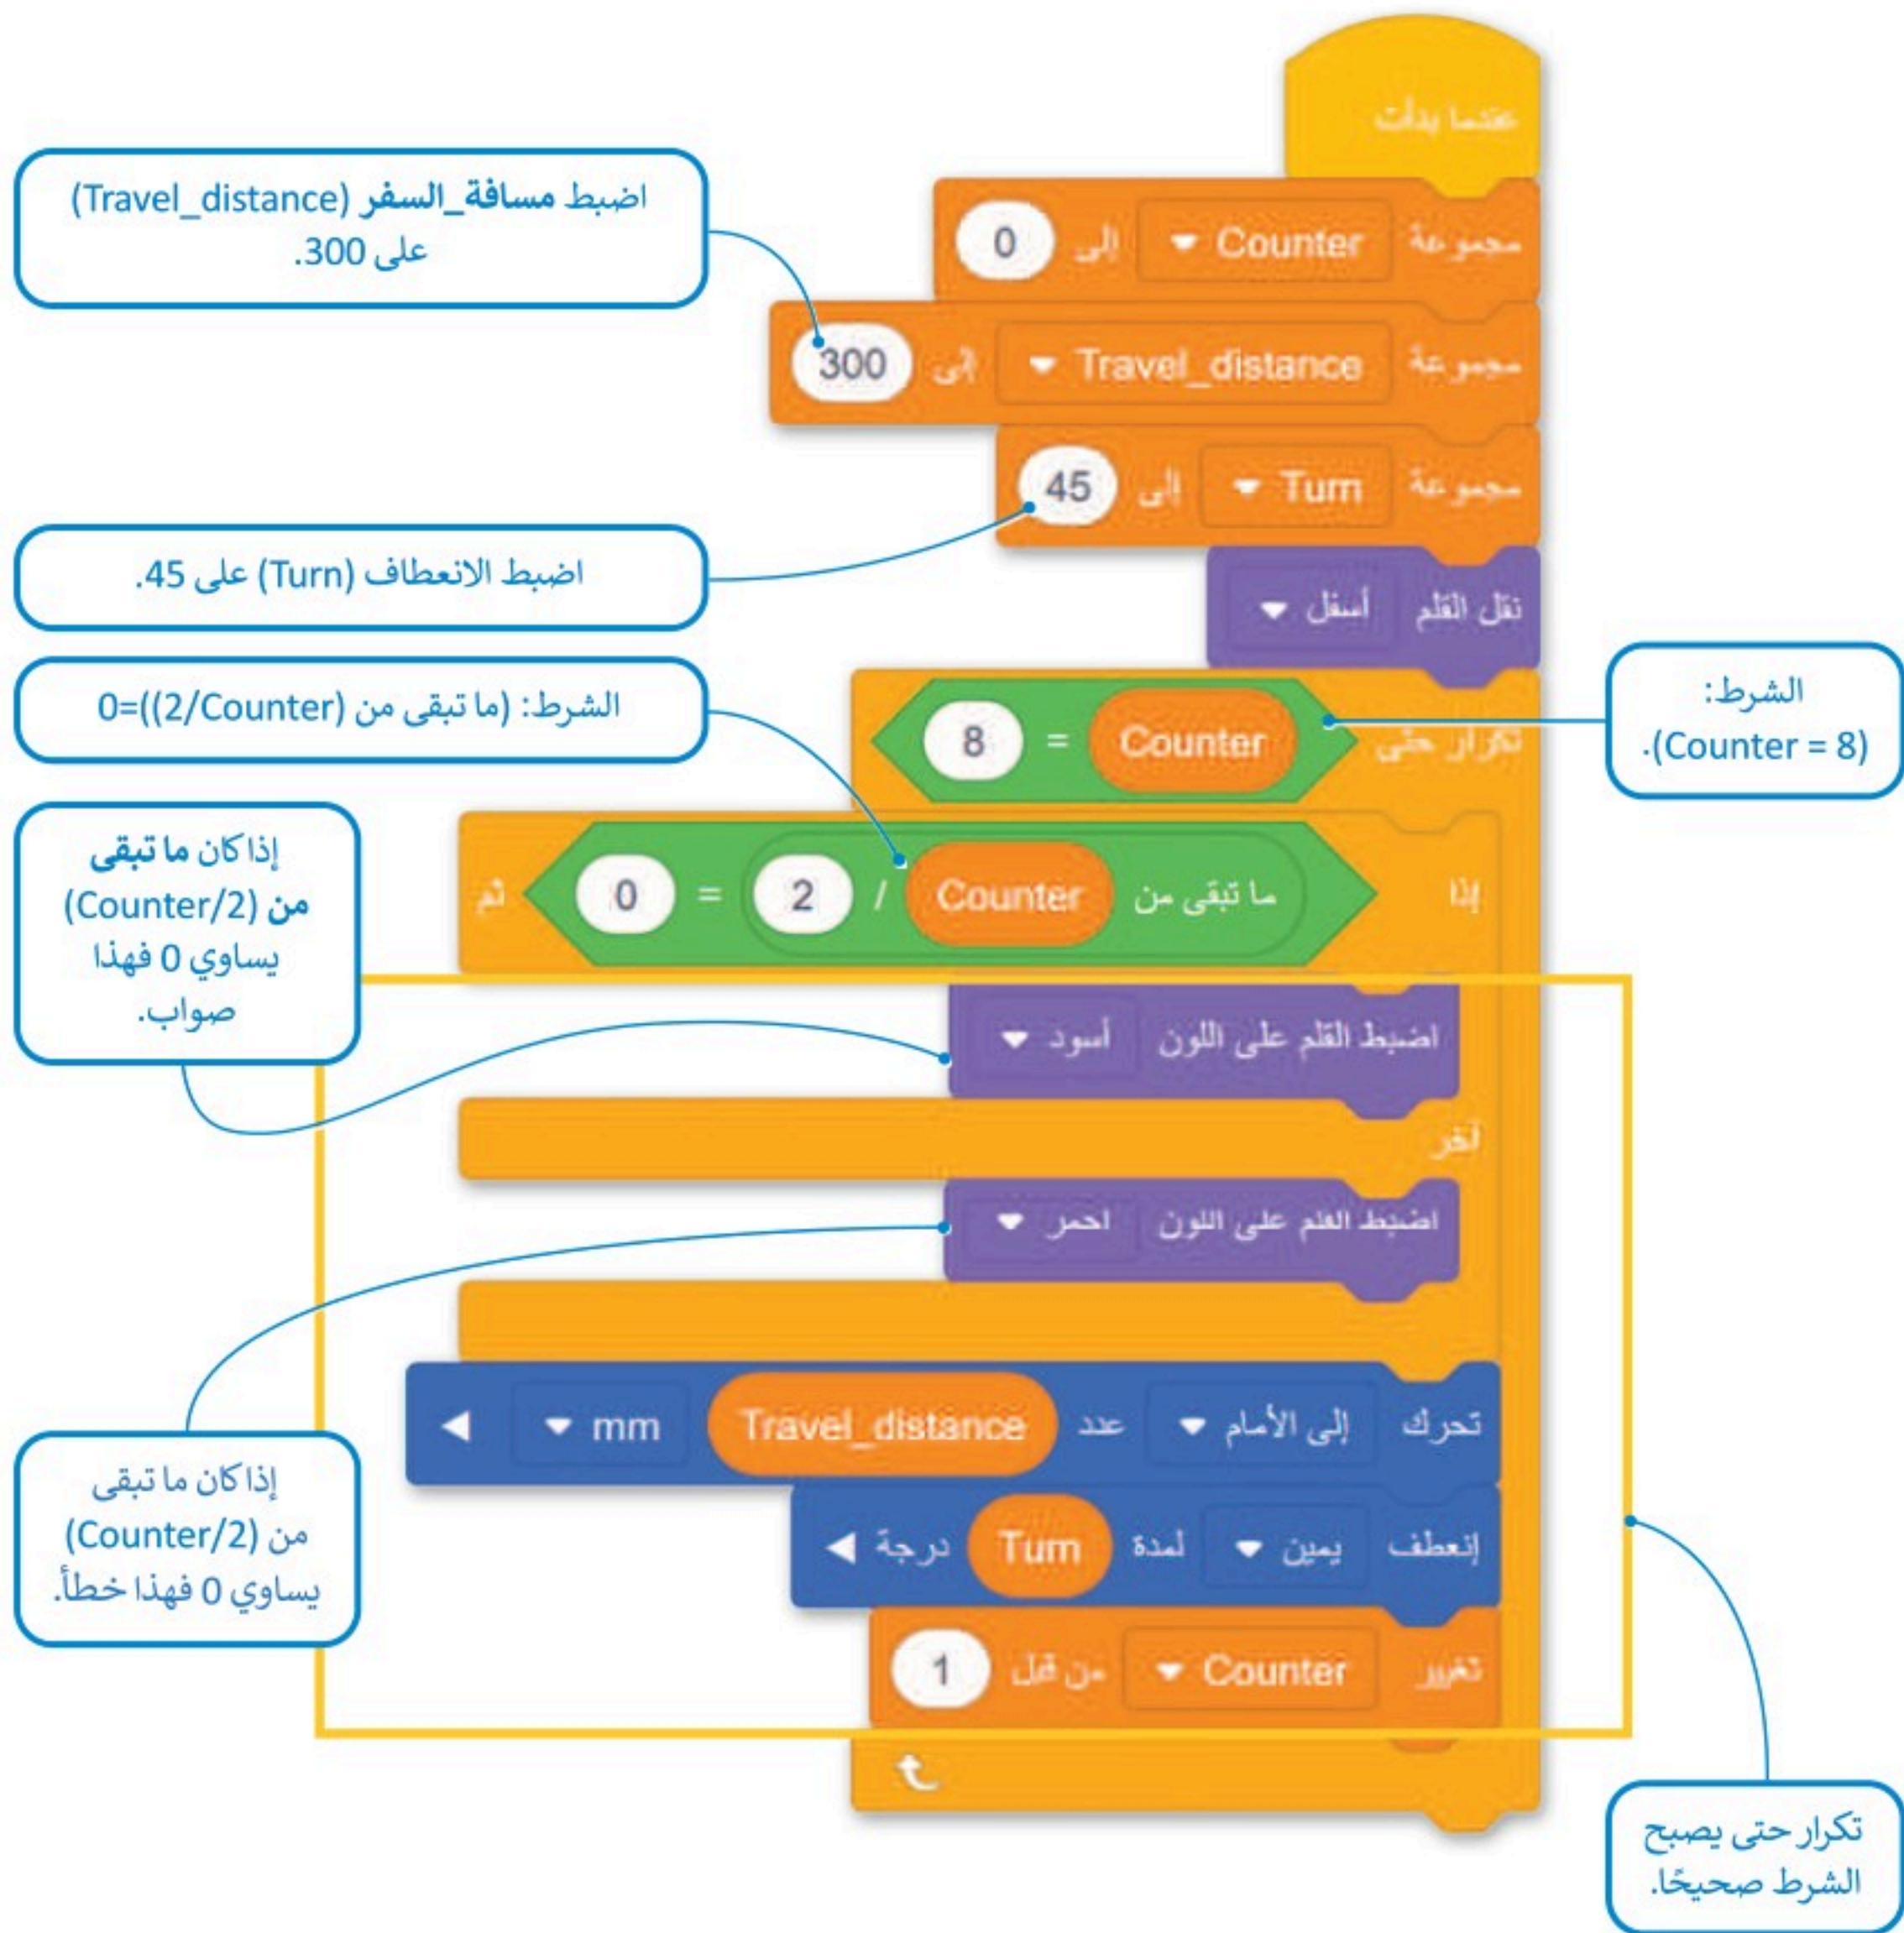 عندما بدأت
مجموعة Counter إلى 0
مجموعة Travel_distance إلى 300
مجموعة Turn إلى 45
نقل القلم أسفل
تكرار حتى Counter = 8
إذا ما تبقى من Counter / 2 = 0 ثم
اضبط القلم على اللون أسود
آخر
اضبط القلم على اللون احمر
تحرك إلى الأمام عدد Travel_distance mm
إنعطف يمين لمدة Turn درجة
تغيير Counter من قبل 1
اضبط مسافة_السفر (Travel_distance)
على 300.
اضبط الانعطاف (Turn) على 45.
الشرط: (ما تبقى من (Counter/2))=0
الشرط:
(Counter = 8).
إذا كان ما تبقى
من (Counter/2)
يساوي 0 فهذا
صواب.
إذا كان ما تبقى
من (Counter/2)
يساوي 0 فهذا خطأ.
تكرار حتى يصبح
الشرط صحيحًا.